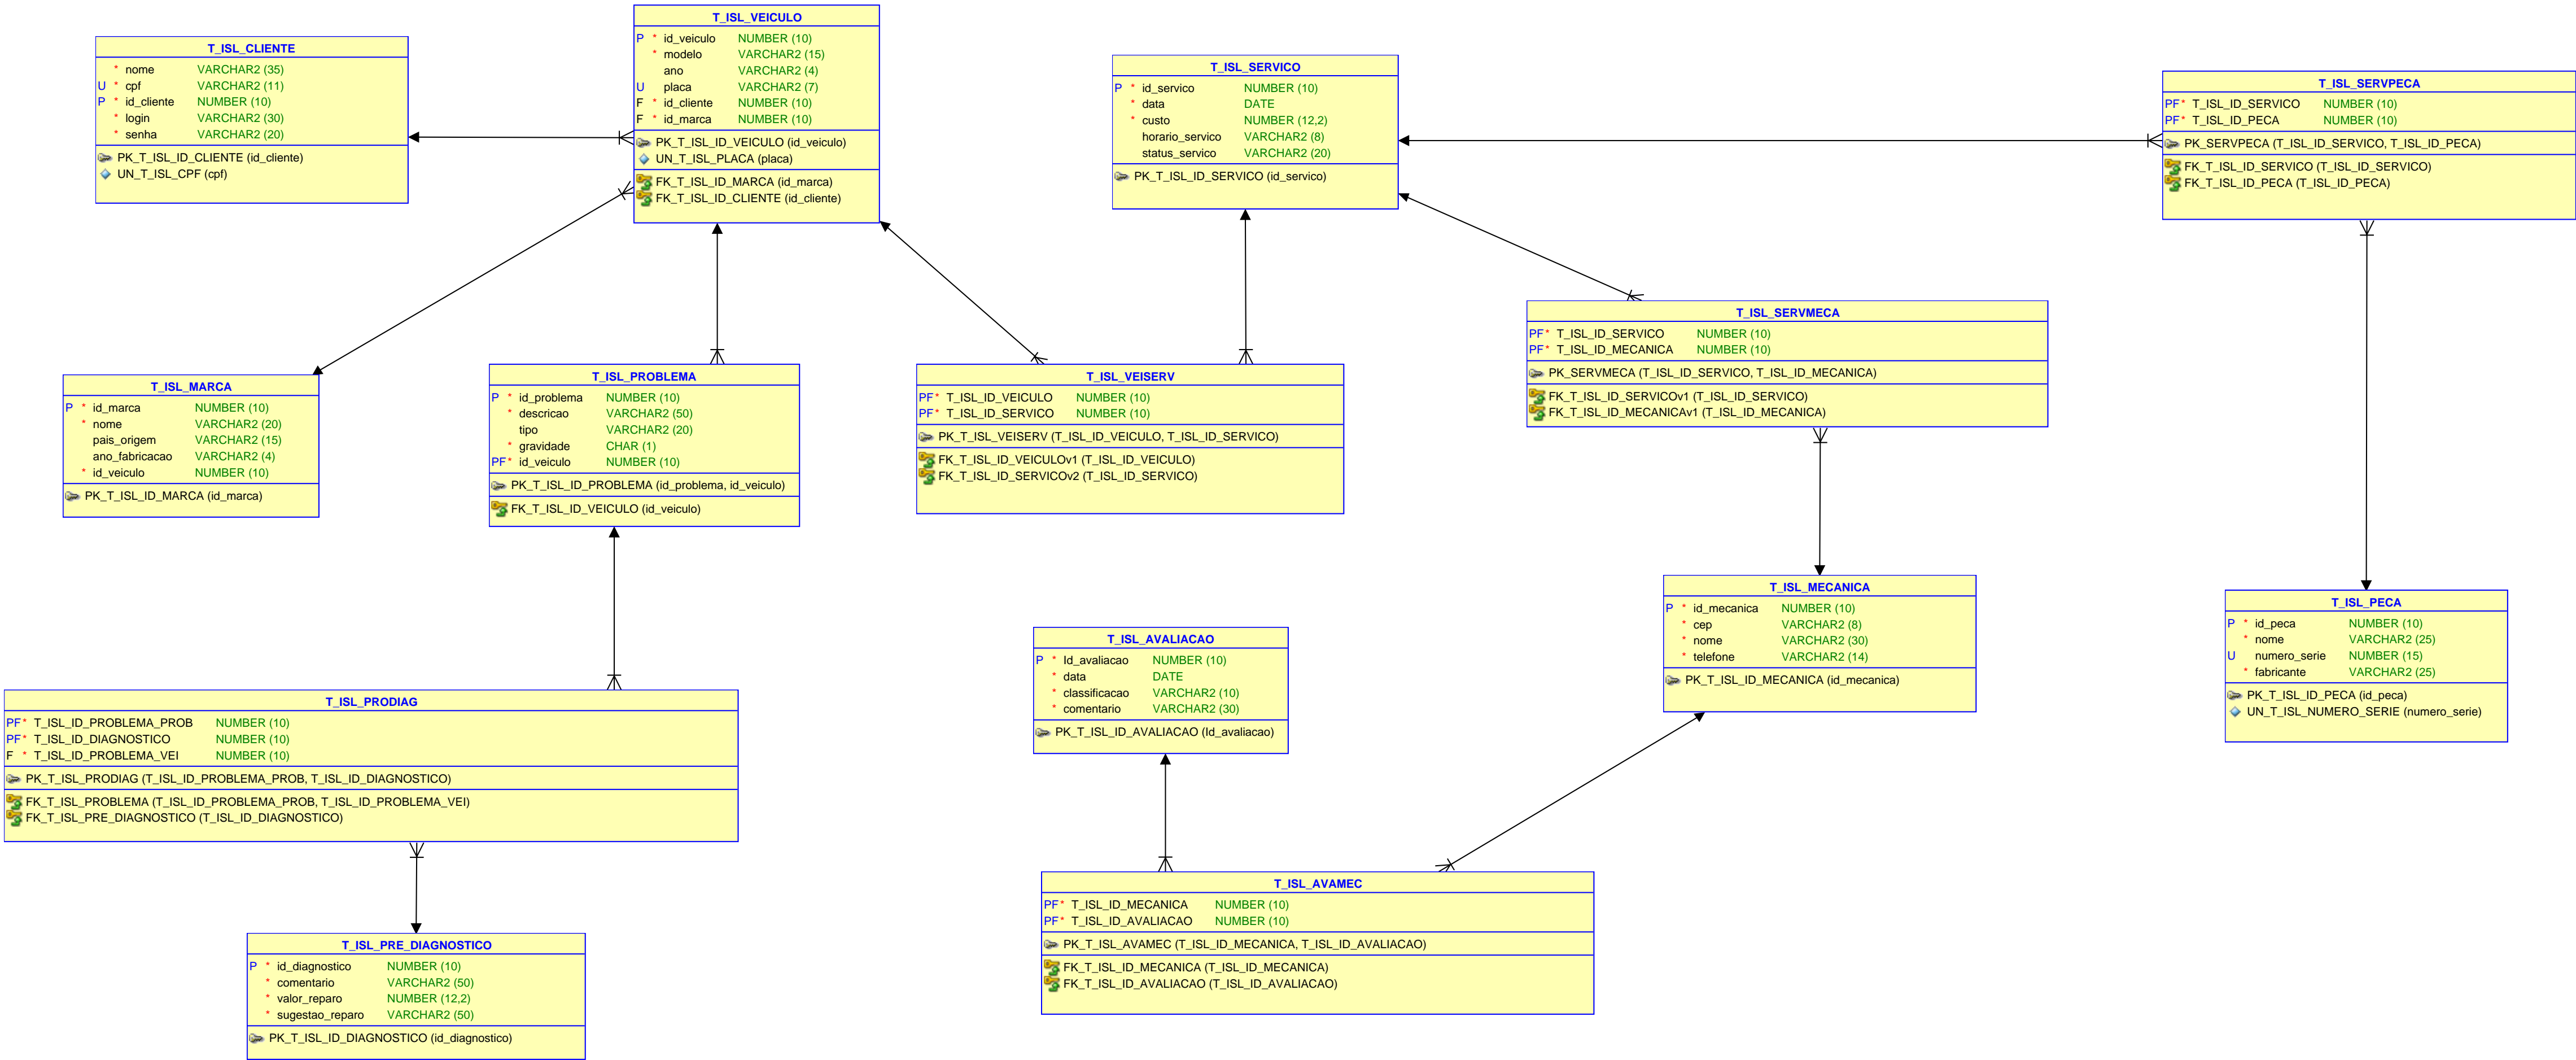 T_ISL_CLIENTE
* nome VARCHAR2 (35)
U * cpf VARCHAR2 (11)
P * id_cliente NUMBER (10)
* login VARCHAR2 (30)
* senha VARCHAR2 (20)
PK_T_ISL_ID_CLIENTE (id_cliente)
UN_T_ISL_CPF (cpf)
T_ISL_VEICULO
P * id_veiculo NUMBER (10)
* modelo VARCHAR2 (15)
ano VARCHAR2 (4)
U placa VARCHAR2 (7)
F * id_cliente NUMBER (10)
F * id_marca NUMBER (10)
PK_T_ISL_ID_VEICULO (id_veiculo)
UN_T_ISL_PLACA (placa)
FK_T_ISL_ID_MARCA (id_marca)
FK_T_ISL_ID_CLIENTE (id_cliente)
T_ISL_SERVICO
P * id_servico NUMBER (10)
* data DATE
* custo NUMBER (12,2)
horario_servico VARCHAR2 (8)
status_servico VARCHAR2 (20)
PK_T_ISL_ID_SERVICO (id_servico)
T_ISL_SERVPECA
PF* T_ISL_ID_SERVICO NUMBER (10)
PF* T_ISL_ID_PECA NUMBER (10)
PK_SERVPECA (T_ISL_ID_SERVICO, T_ISL_ID_PECA)
FK_T_ISL_ID_SERVICO (T_ISL_ID_SERVICO)
FK_T_ISL_ID_PECA (T_ISL_ID_PECA)
T_ISL_MARCA
P * id_marca NUMBER (10)
* nome VARCHAR2 (20)
pais_origem VARCHAR2 (15)
ano_fabricacao VARCHAR2 (4)
* id_veiculo NUMBER (10)
PK_T_ISL_ID_MARCA (id_marca)
T_ISL_PROBLEMA
P * id_problema NUMBER (10)
* descricao VARCHAR2 (50)
tipo VARCHAR2 (20)
* gravidade CHAR (1)
PF* id_veiculo NUMBER (10)
PK_T_ISL_ID_PROBLEMA (id_problema, id_veiculo)
FK_T_ISL_ID_VEICULO (id_veiculo)
T_ISL_VEISERV
PF* T_ISL_ID_VEICULO NUMBER (10)
PF* T_ISL_ID_SERVICO NUMBER (10)
PK_T_ISL_VEISERV (T_ISL_ID_VEICULO, T_ISL_ID_SERVICO)
FK_T_ISL_ID_VEICULOv1 (T_ISL_ID_VEICULO)
FK_T_ISL_ID_SERVICOv2 (T_ISL_ID_SERVICO)
T_ISL_SERVMECA
PF* T_ISL_ID_SERVICO NUMBER (10)
PF* T_ISL_ID_MECANICA NUMBER (10)
PK_SERVMECA (T_ISL_ID_SERVICO, T_ISL_ID_MECANICA)
FK_T_ISL_ID_SERVICOv1 (T_ISL_ID_SERVICO)
FK_T_ISL_ID_MECANICAv1 (T_ISL_ID_MECANICA)
T_ISL_PRODIAG
PF* T_ISL_ID_PROBLEMA_PROB NUMBER (10)
PF* T_ISL_ID_DIAGNOSTICO NUMBER (10)
F * T_ISL_ID_PROBLEMA_VEI NUMBER (10)
PK_T_ISL_PRODIAG (T_ISL_ID_PROBLEMA_PROB, T_ISL_ID_DIAGNOSTICO)
FK_T_ISL_PROBLEMA (T_ISL_ID_PROBLEMA_PROB, T_ISL_ID_PROBLEMA_VEI)
FK_T_ISL_PRE_DIAGNOSTICO (T_ISL_ID_DIAGNOSTICO)
T_ISL_AVALIACAO
P * Id_avaliacao NUMBER (10)
* data DATE
* classificacao VARCHAR2 (10)
* comentario VARCHAR2 (30)
PK_T_ISL_ID_AVALIACAO (Id_avaliacao)
T_ISL_MECANICA
P * id_mecanica NUMBER (10)
* cep VARCHAR2 (8)
* nome VARCHAR2 (30)
* telefone VARCHAR2 (14)
PK_T_ISL_ID_MECANICA (id_mecanica)
T_ISL_PECA
P * id_peca NUMBER (10)
* nome VARCHAR2 (25)
U numero_serie NUMBER (15)
* fabricante VARCHAR2 (25)
PK_T_ISL_ID_PECA (id_peca)
UN_T_ISL_NUMERO_SERIE (numero_serie)
T_ISL_PRE_DIAGNOSTICO
P * id_diagnostico NUMBER (10)
* comentario VARCHAR2 (50)
* valor_reparo NUMBER (12,2)
* sugestao_reparo VARCHAR2 (50)
PK_T_ISL_ID_DIAGNOSTICO (id_diagnostico)
T_ISL_AVAMEC
PF* T_ISL_ID_MECANICA NUMBER (10)
PF* T_ISL_ID_AVALIACAO NUMBER (10)
PK_T_ISL_AVAMEC (T_ISL_ID_MECANICA, T_ISL_ID_AVALIACAO)
FK_T_ISL_ID_MECANICA (T_ISL_ID_MECANICA)
FK_T_ISL_ID_AVALIACAO (T_ISL_ID_AVALIACAO)